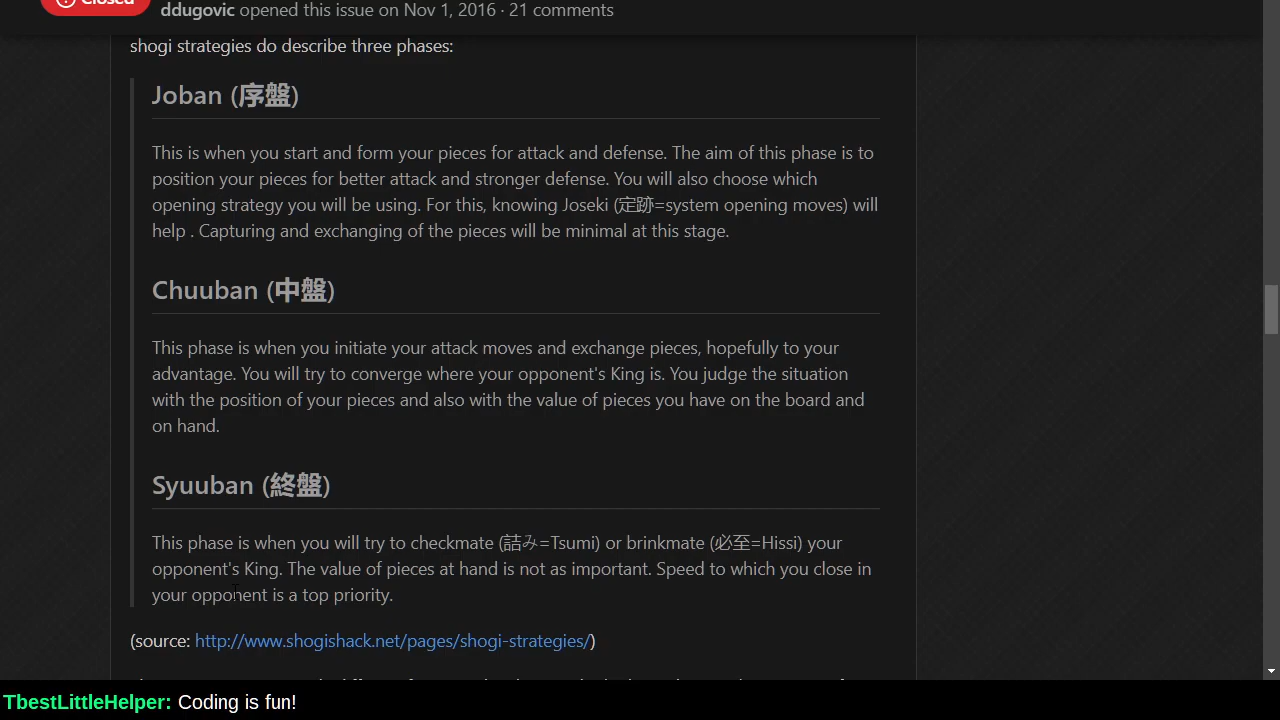 Closed
ddugovic opened this issue on Nov 1, 2016 · 21 comments
shogi strategies do describe three phases:
Joban (序盤)
This is when you start and form your pieces for attack and defense. The aim of this phase is to
position your pieces for better attack and stronger defense. You will also choose which
opening strategy you will be using. For this, knowing Joseki (定跡=system opening moves) will
help . Capturing and exchanging of the pieces will be minimal at this stage.
Chuuban (中盤)
This phase is when you initiate your attack moves and exchange pieces, hopefully to your
advantage. You will try to converge where your opponent's King is. You judge the situation
with the position of your pieces and also with the value of pieces you have on the board and
on hand.
Syuuban (終盤)
This phase is when you will try to checkmate (詰み=Tsumi) or brinkmate (必至=Hissi) your
opponent's King. The value of pieces at hand is not as important. Speed to which you close in
your opponent is a top priority.
(source: http://www.shogishack.net/pages/shogi-strategies/)
TbestLittleHelper: Coding is fun!